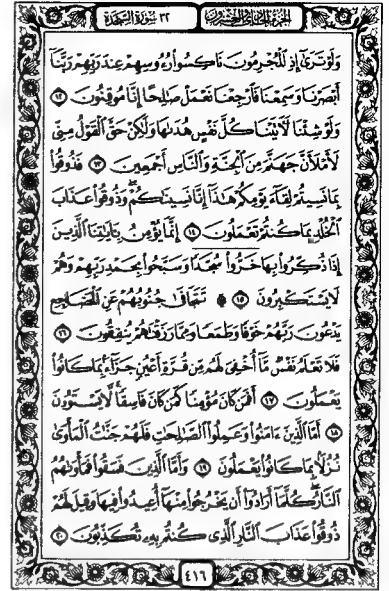 الجزء الحادي والعشرون ٣٢ سورة السجدة
وَلَوْ تَرَىٰٓ إِذِ ٱلْمُجْرِمُونَ نَاكِسُوا۟ رُءُوسِهِمْ عِندَ رَبِّهِمْ رَبَّنَآ
أَبْصَرْنَا وَسَمِعْنَا فَٱرْجِعْنَا نَعْمَلْ صَٰلِحًا إِنَّا مُوقِنُونَ ١٢
وَلَوْ شِئْنَا لَءَاتَيْنَا كُلَّ نَفْسٍ هُدَىٰهَا وَلَٰكِنْ حَقَّ ٱلْقَوْلُ مِنِّى
لَأَمْلَأَنَّ جَهَنَّمَ مِنَ ٱلْجِنَّةِ وَٱلنَّاسِ أَجْمَعِينَ ١٣ فَذُوقُوا۟
بِمَا نَسِيتُمْ لِقَآءَ يَوْمِكُمْ هَٰذَآ إِنَّا نَسِينَٰكُمْ ۖ وَذُوقُوا۟ عَذَابَ
ٱلْخُلْدِ بِمَا كُنتُمْ تَعْمَلُونَ ١٤ إِنَّمَا يُؤْمِنُ بِـَٔايَٰتِنَا ٱلَّذِينَ
إِذَا ذُكِّرُوا۟ بِهَا خَرُّوا۟ سُجَّدًا وَسَبَّحُوا۟ بِحَمْدِ رَبِّهِمْ وَهُمْ
لَا يَسْتَكْبِرُونَ ۩ ١٥ تَتَجَافَىٰ جُنُوبُهُمْ عَنِ ٱلْمَضَاجِعِ
يَدْعُونَ رَبَّهُمْ خَوْفًا وَطَمَعًا وَمِمَّا رَزَقْنَٰهُمْ يُنفِقُونَ ١٦
فَلَا تَعْلَمُ نَفْسٌ مَّآ أُخْفِىَ لَهُم مِّن قُرَّةِ أَعْيُنٍ جَزَآءًۢ بِمَا كَانُوا۟
يَعْمَلُونَ ١٧ أَفَمَن كَانَ مُؤْمِنًا كَمَن كَانَ فَاسِقًا ۚ لَّا يَسْتَوُۥنَ
١٨ أَمَّا ٱلَّذِينَ ءَامَنُوا۟ وَعَمِلُوا۟ ٱلصَّٰلِحَٰتِ فَلَهُمْ جَنَّٰتُ ٱلْمَأْوَىٰ
نُزُلًۢا بِمَا كَانُوا۟ يَعْمَلُونَ ١٩ وَأَمَّا ٱلَّذِينَ فَسَقُوا۟ فَمَأْوَىٰهُمُ
ٱلنَّارُ ۖ كُلَّمَآ أَرَادُوٓا۟ أَن يَخْرُجُوا۟ مِنْهَآ أُعِيدُوا۟ فِيهَا وَقِيلَ لَهُمْ
ذُوقُوا۟ عَذَابَ ٱلنَّارِ ٱلَّذِى كُنتُم بِهِۦ تُكَذِّبُونَ ٢٠
٤١٦